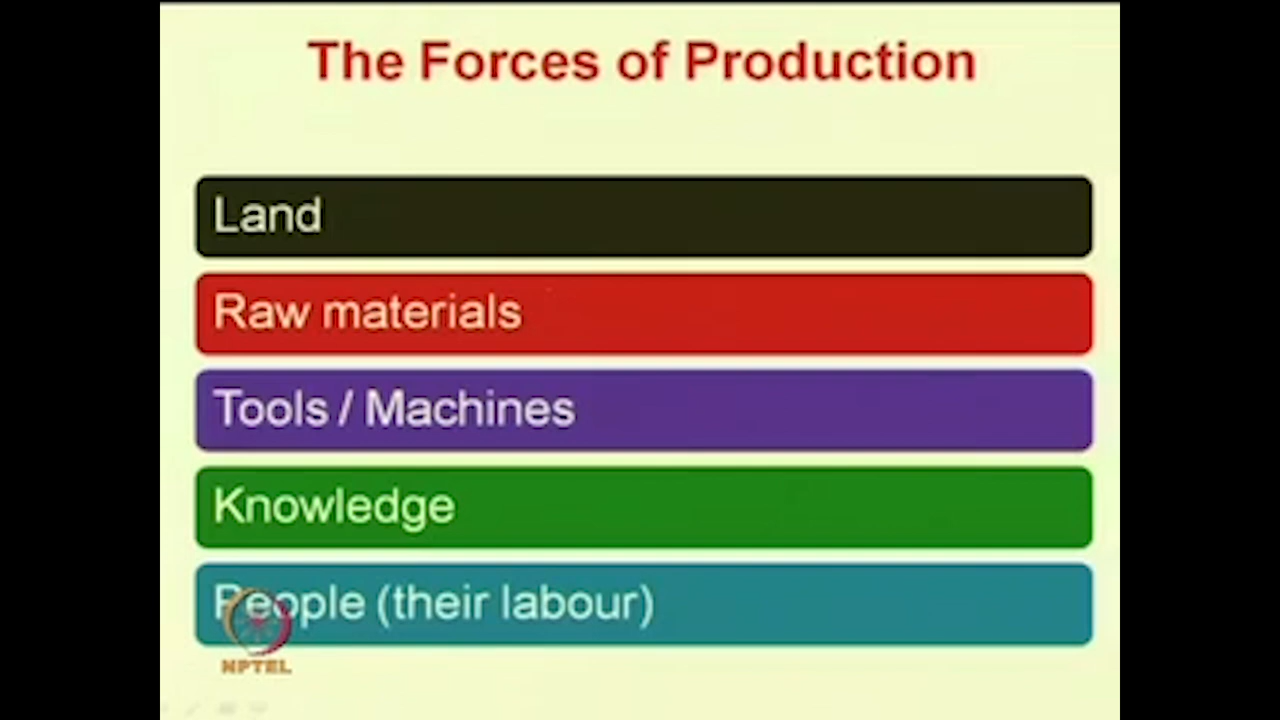 The Forces of Production
Land
Raw materials
Tools / Machines
Knowledge
People (their labour)
NPTEL